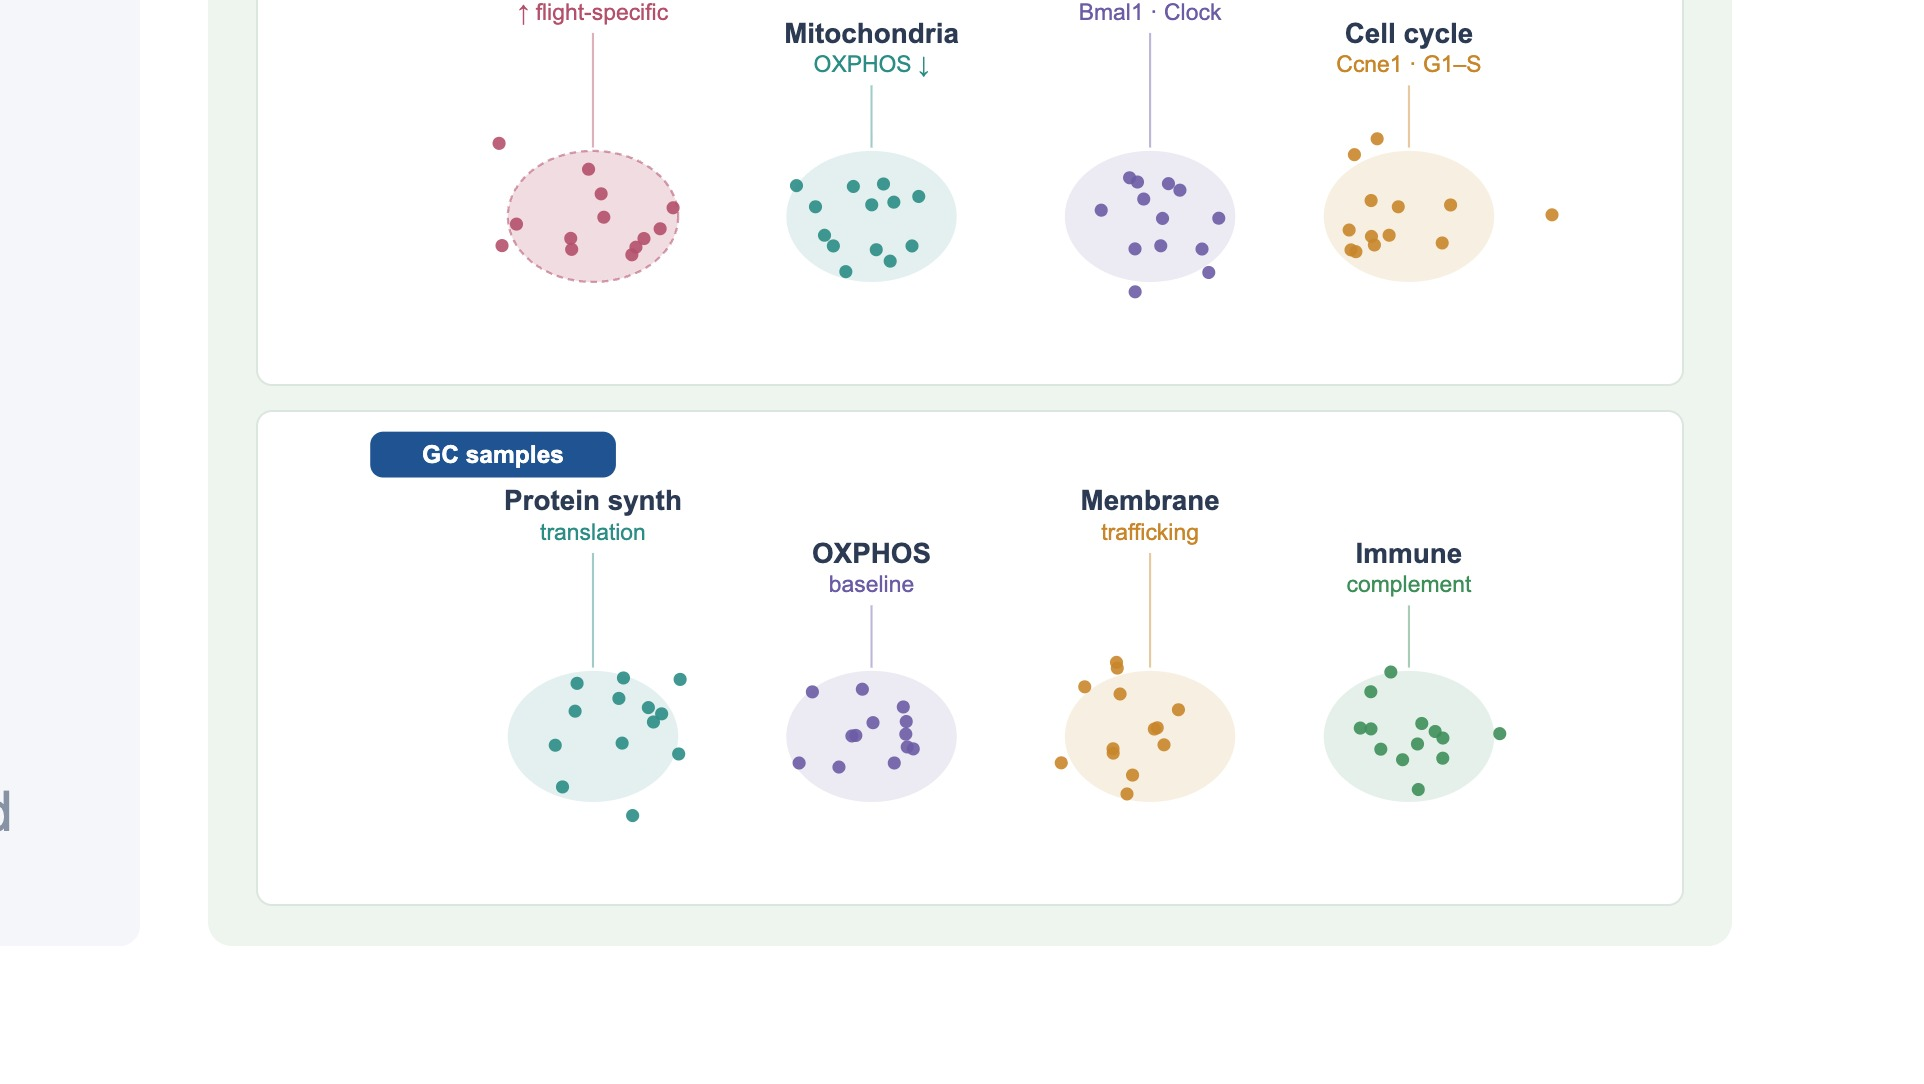 ↑ flight-specific
Bmal1 · Clock
Mitochondria
OXPHOS ↓
Cell cycle
Ccne1 · G1–S
GC samples
Protein synth
translation
Membrane
trafficking
OXPHOS
baseline
Immune
complement